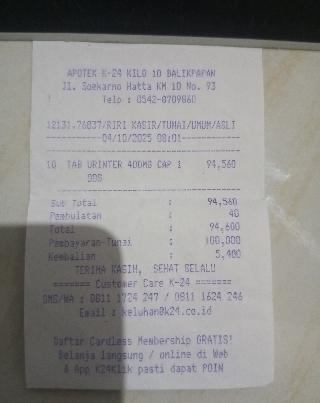 APOTEK K-24 KILO 10 BALIKPAPAN
Jl. Soekarno Hatta KM 10 No. 93
Telp : 0542-8709860
12131.76037/RIRI KASIR/TUNAI/UMUM/ASLI
04/10/2025 08:01
10 TAB URINTER 400MG CAP 1 94,560
DDS
Sub Total : 94,560
Pembulatan : 40
Total : 94,600
Pembayaran-Tunai : 100,000
Kembalian : 5,400
TERIMA KASIH, SEHAT SELALU
======= Customer Care K-24 =======
SMS/WA : 0811 1724 247 / 0811 1624 246
Email : keluhan@k24.co.id
Daftar Cardless Membership GRATIS!
Belanja langsung / online di Web
& App K24Klik pasti dapat POIN